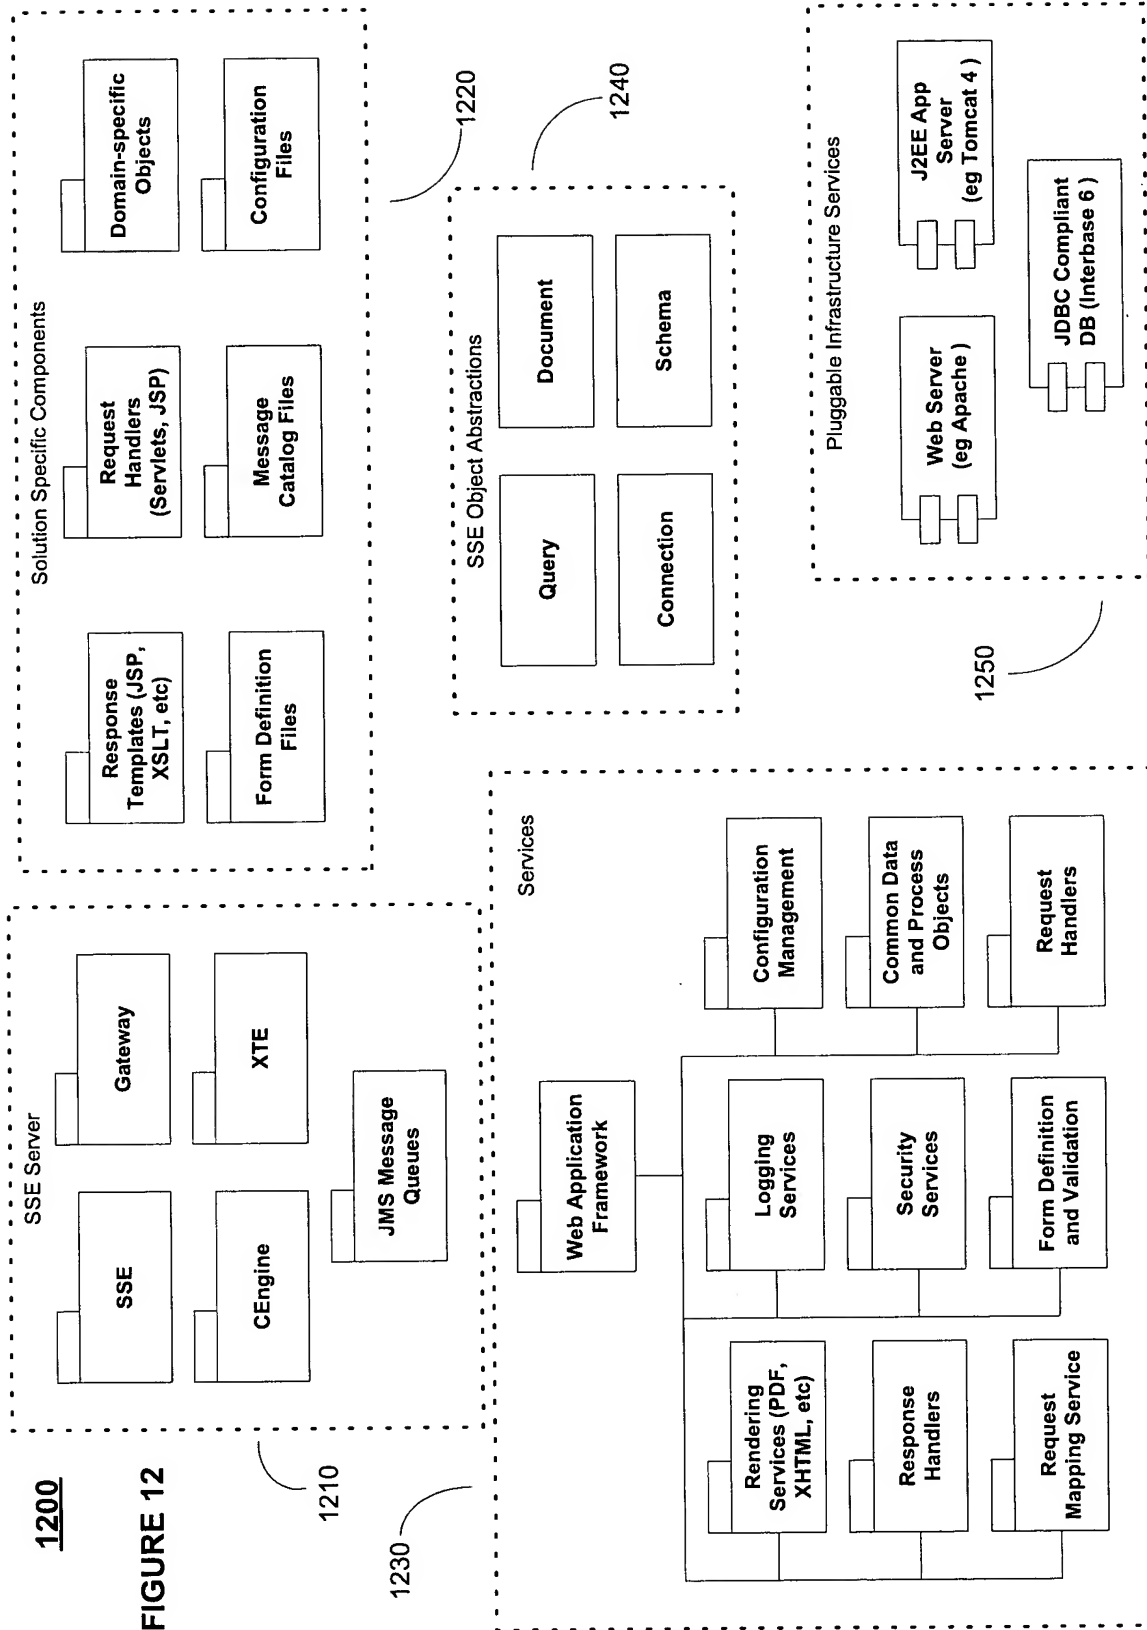 1200
FIGURE 12
SSE Server
SSE
Gateway
CEngine
XTE
JMS Message
Queues
1210
Solution Specific Components
Response
Templates (JSP,
XSLT, etc)
Request
Handlers
(Servlets, JSP)
Domain-specific
Objects
Form Definition
Files
Message
Catalog Files
Configuration
Files
1220
1230
Services
Web Application
Framework
Rendering
Services (PDF,
XHTML, etc)
Logging
Services
Configuration
Management
Response
Handlers
Security
Services
Common Data
and Process
Objects
Request
Mapping Service
Form Definition
and Validation
Request
Handlers
SSE Object Abstractions
Query
Document
Connection
Schema
1240
1250
Pluggable Infrastructure Services
Web Server
(eg Apache )
J2EE App
Server
(eg Tomcat 4 )
JDBC Compliant
DB (Interbase 6 )